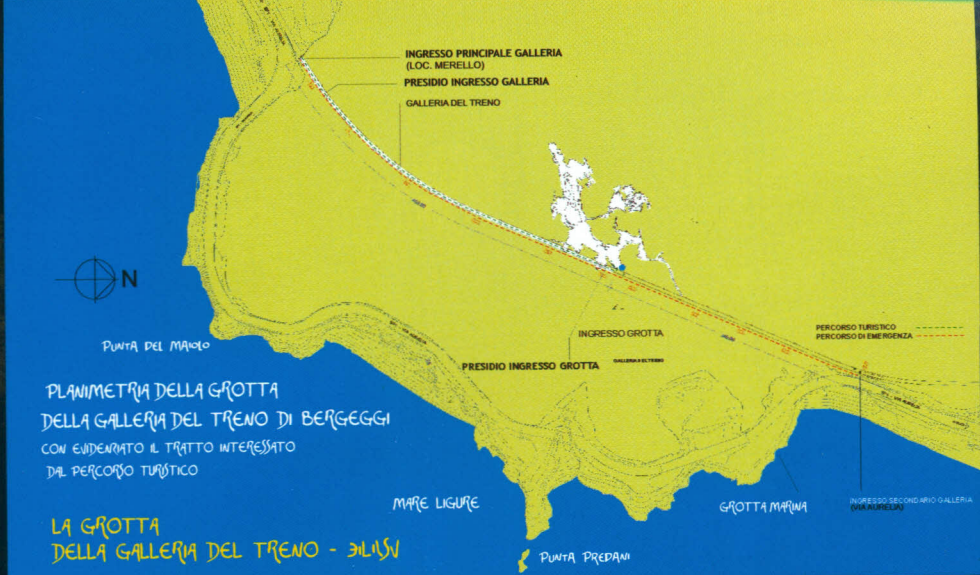 INGRESSO PRINCIPALE GALLERIA
(LOC. MERELLO)
PRESIDIO INGRESSO GALLERIA
GALLERIA DEL TRENO
N
PUNTA DEL MAIOLO
INGRESSO GROTTA
PRESIDIO INGRESSO GROTTA
PERCORSO TURISTICO
PERCORSO DI EMERGENZA
PLANIMETRIA DELLA GROTTA
DELLA GALLERIA DEL TRENO DI BERGEGGI
CON EVIDENZIATO IL TRATTO INTERESSATO
DAL PERCORSO TURISTICO
MARE LIGURE
GROTTA MARINA
INGRESSO SECONDARIO GALLERIA
(VIA AURELIA)
LA GROTTA
DELLA GALLERIA DEL TRENO -
PUNTA PREDANI